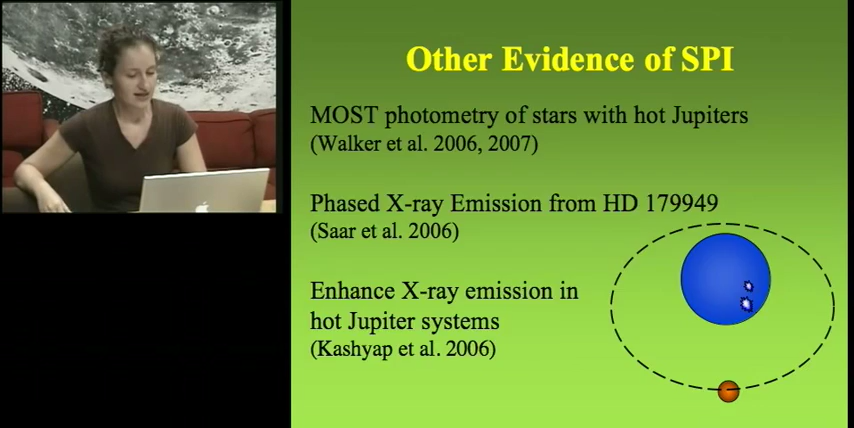 Other Evidence of SPI
MOST photometry of stars with hot Jupiters
(Walker et al. 2006, 2007)
Phased X-ray Emission from HD 179949
(Saar et al. 2006)
Enhance X-ray emission in
hot Jupiter systems
(Kashyap et al. 2006)